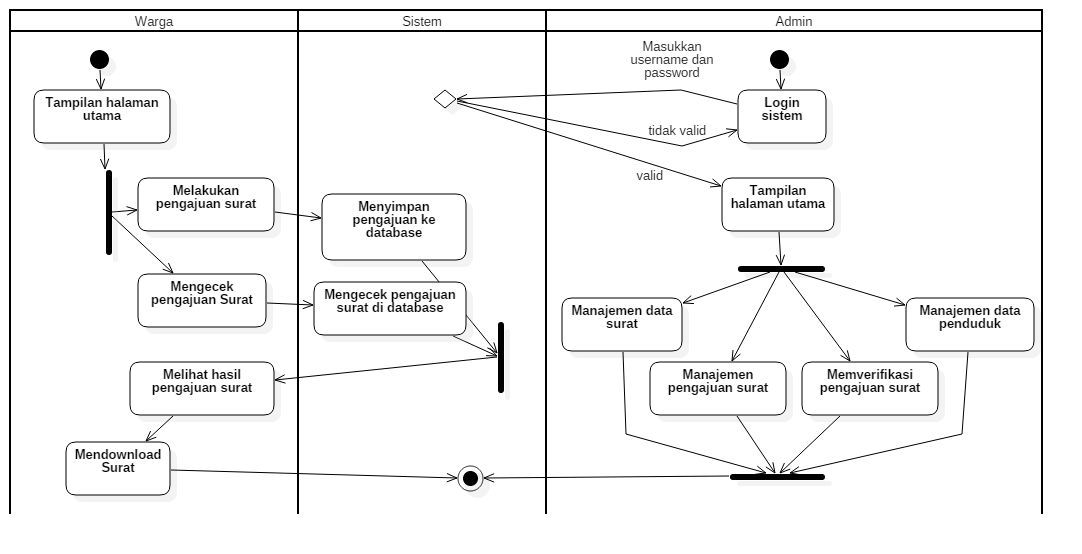 Warga
Sistem
Admin
Masukkan
username dan
password
Tampilan halaman
utama
Login
sistem
tidak valid
valid
Melakukan
pengajuan surat
Menyimpan
pengajuan ke
database
Tampilan
halaman utama
Mengecek
pengajuan Surat
Mengecek pengajuan
surat di database
Manajemen data
surat
Manajemen data
penduduk
Melihat hasil
pengajuan surat
Manajemen
pengajuan surat
Memverifikasi
pengajuan surat
Mendownload
Surat